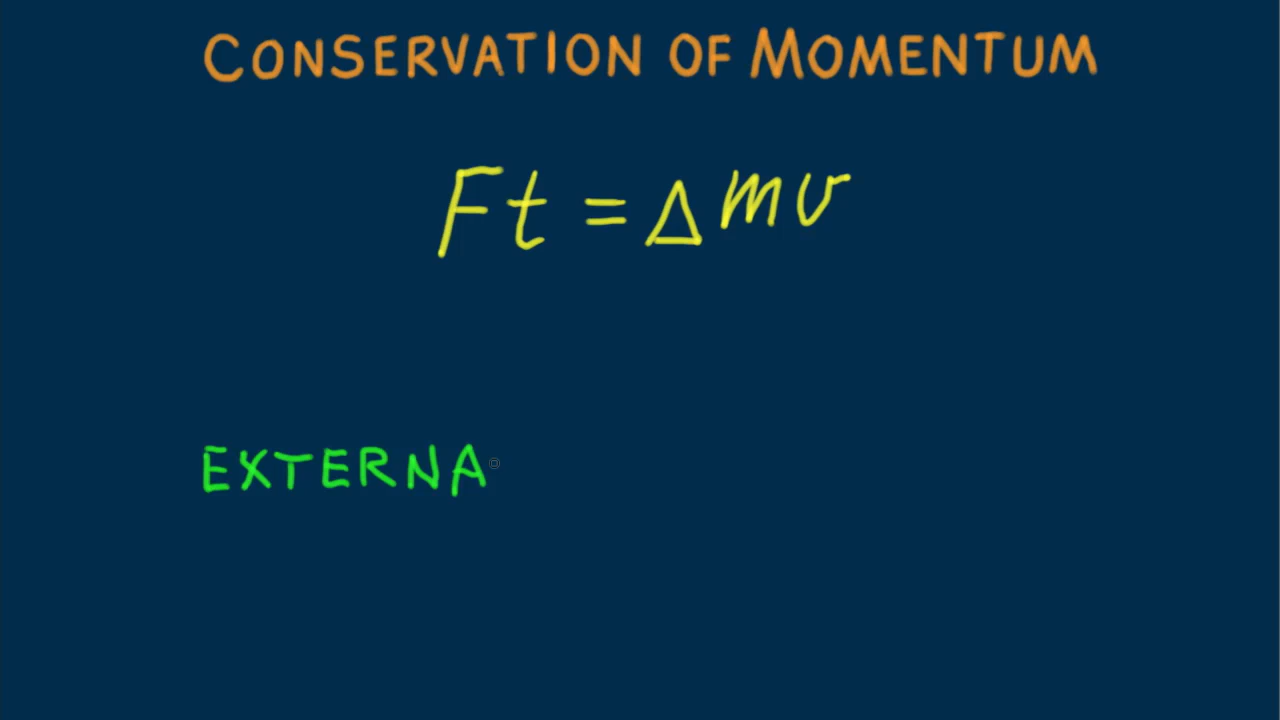 CONSERVATION OF MOMENTUM
Ft = Δmv
EXTERNA